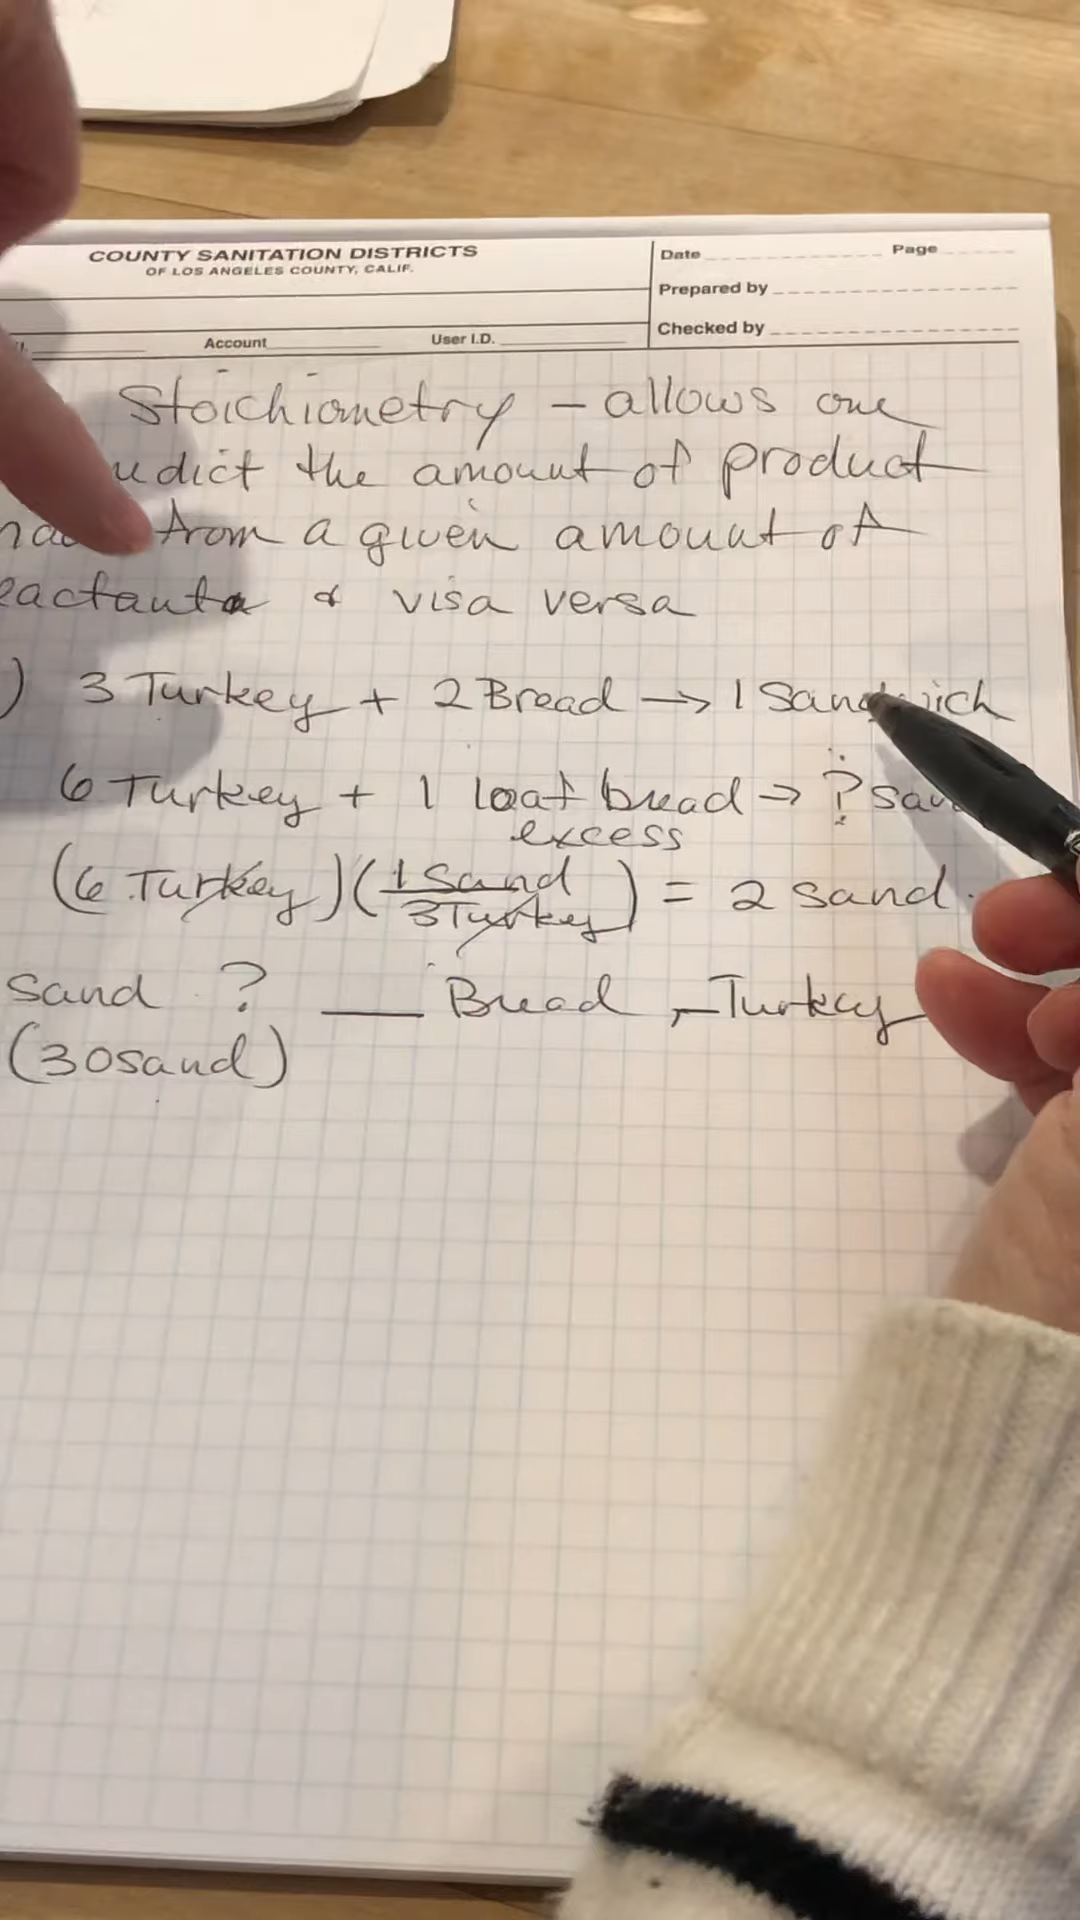 COUNTY SANITATION DISTRICTS
OF LOS ANGELES COUNTY, CALIF.
Date Page
Prepared by
Checked by
Account User I.D.
Stoichiometry - allows one
the amount of product
from a given amount of
& visa versa
) 3 Turkey + 2 Bread → 1 Sandwich
6 Turkey + 1 loaf bread → ? san
excess
(6 Turkey)(1 Sand / 3 Turkey) = 2 sand.
sand ? ___ Bread, _Turkey
(30 sand)